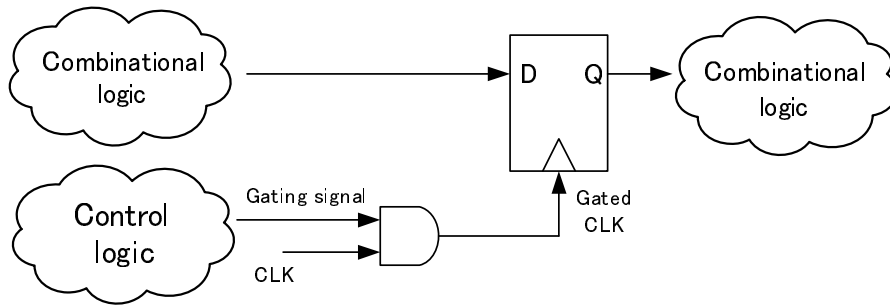 Combinational
logic
D
Q
Combinational
logic
Control
logic
Gating signal
CLK
Gated
CLK